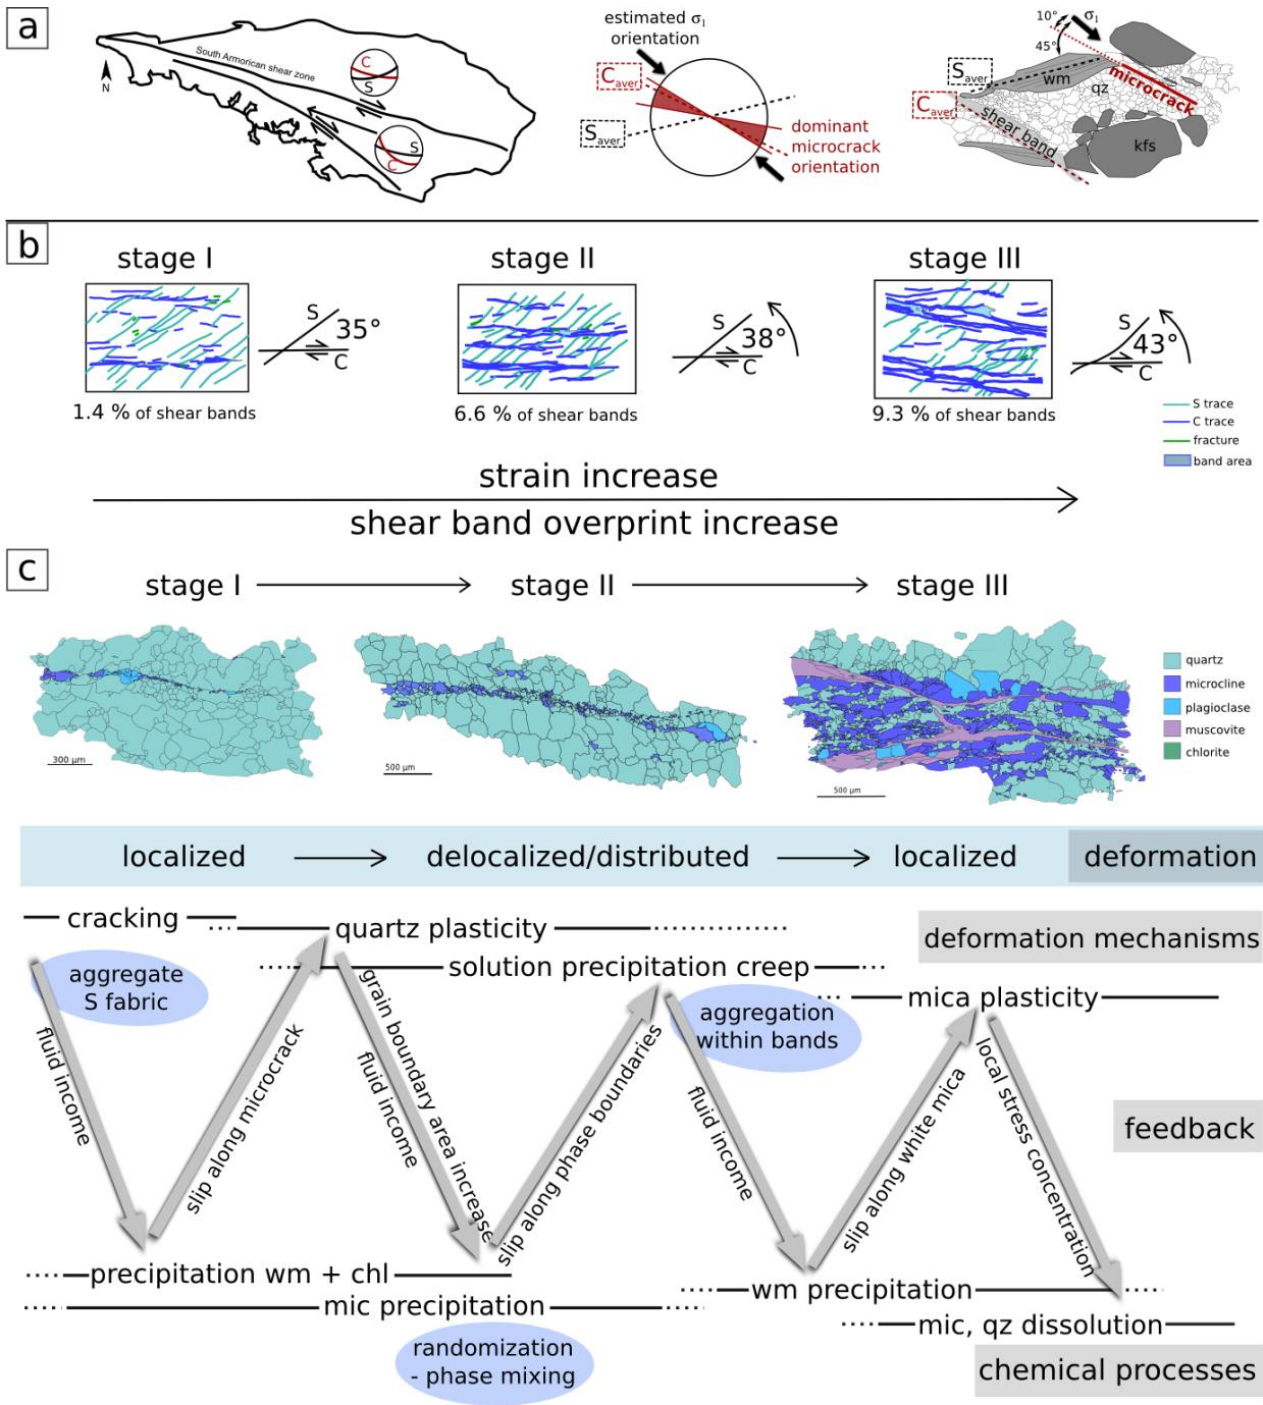 a
South Armorican shear zone
N
C
S
S
C
estimated σ1
orientation
Caver
Saver
dominant
microcrack
orientation
10°
σ1
45°
Saver
wm
qz
microcrack
Caver
shear band
kfs
b
stage I
stage II
stage III
S
35°
C
S
38°
C
S
43°
C
1.4 % of shear bands
6.6 % of shear bands
9.3 % of shear bands
S trace
C trace
fracture
band area
strain increase
shear band overprint increase
c
stage I
stage II
stage III
quartz
microcline
plagioclase
muscovite
chlorite
300 µm
500 µm
500 µm
localized
delocalized/distributed
localized
deformation
cracking
quartz plasticity
deformation mechanisms
aggregate
S fabric
solution precipitation creep
mica plasticity
aggregation
within bands
fluid income
slip along microcrack
grain boundary area increase
fluid income
slip along phase boundaries
fluid income
slip along white mica
local stress concentration
feedback
precipitation wm + chl
wm precipitation
mic precipitation
mic, qz dissolution
randomization
- phase mixing
chemical processes